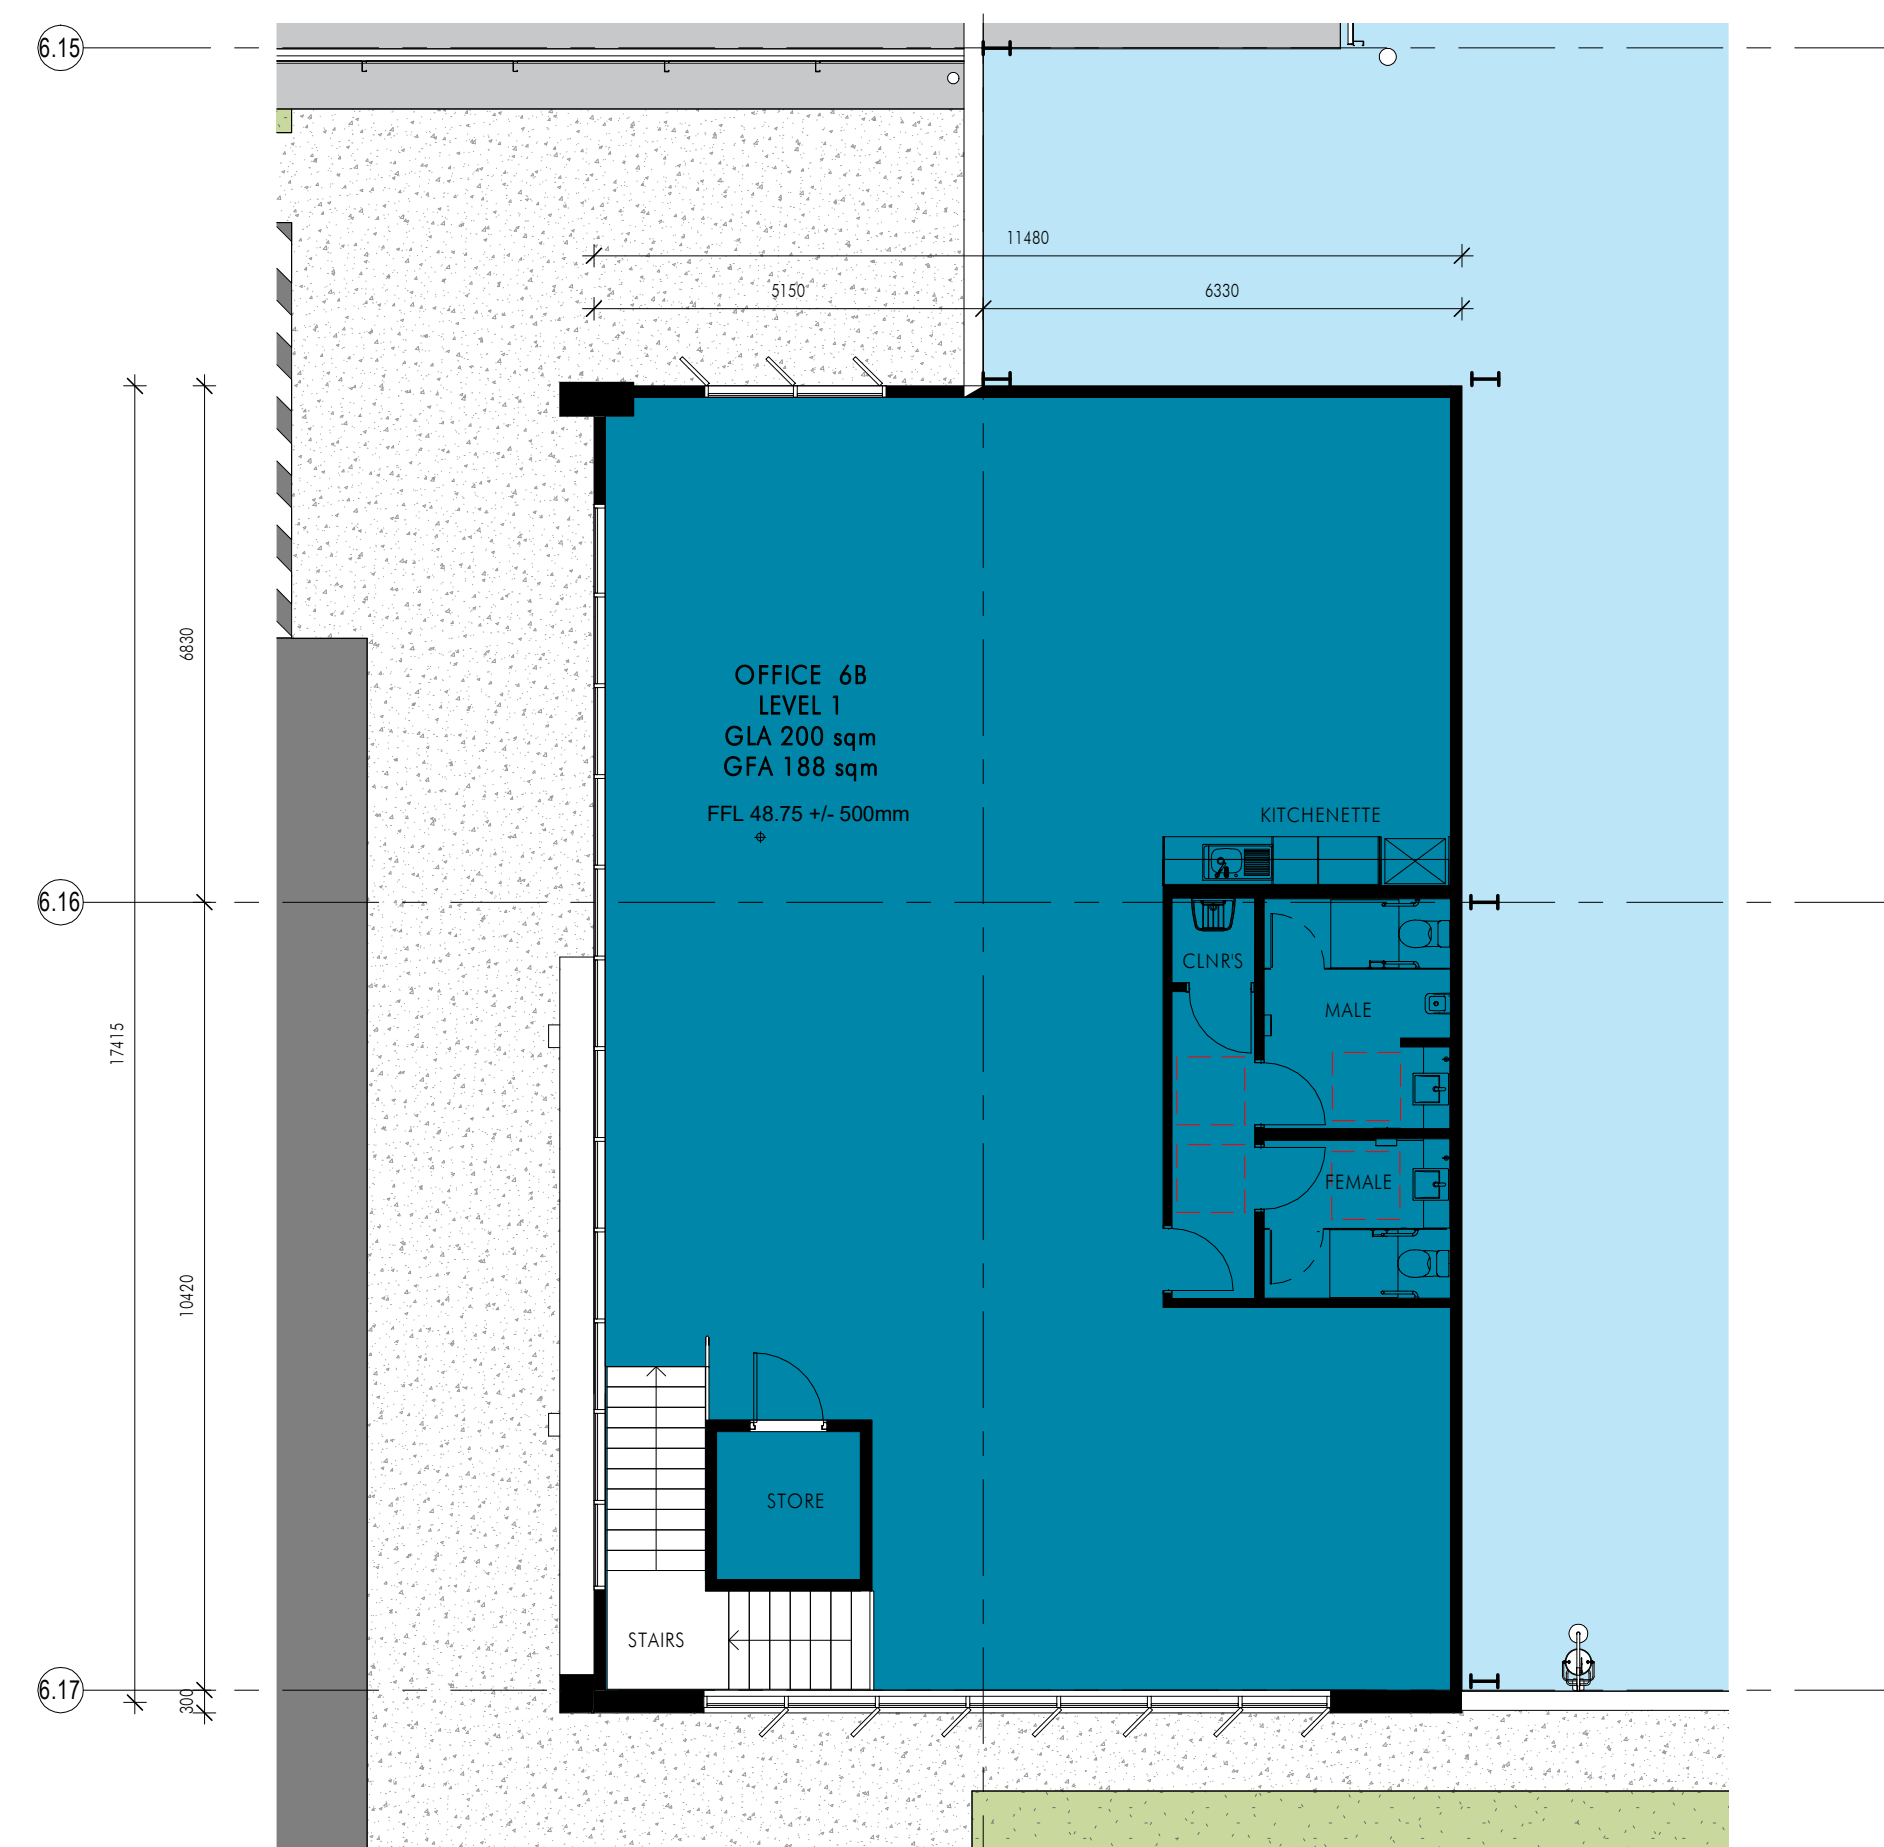 6.15
11480
5150
6330
6830
OFFICE 6B
LEVEL 1
GLA 200 sqm
GFA 188 sqm
FFL 48.75 +/- 500mm
KITCHENETTE
6.16
CLNR'S
MALE
17415
FEMALE
10420
STORE
STAIRS
6.17
300